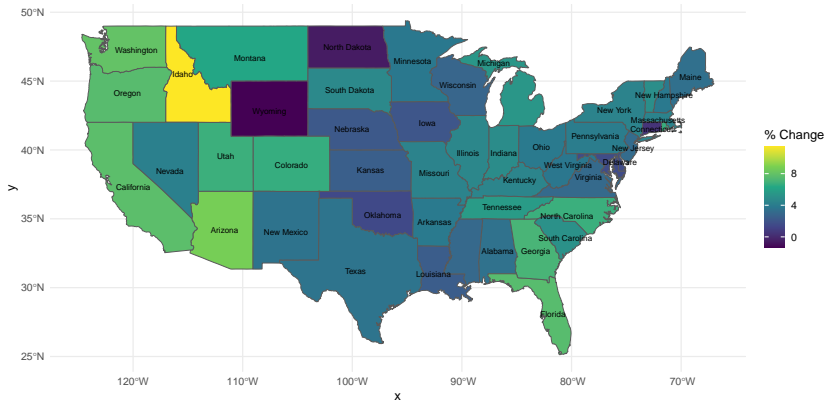 50°N
45°N
40°N
35°N
30°N
25°N
y
120°W
110°W
100°W
90°W
80°W
70°W
x
Washington
Montana
North Dakota
Minnesota
Michigan
Maine
Idaho
Oregon
South Dakota
Wisconsin
New Hampshire
Wyoming
New York
Massachusetts
Connecticut
Nebraska
Iowa
Pennsylvania
New Jersey
Utah
Colorado
Illinois
Indiana
Ohio
Nevada
Kansas
Missouri
West Virginia
Delaware
Kentucky
Virginia
California
Oklahoma
Tennessee
North Carolina
Arizona
New Mexico
Arkansas
South Carolina
Alabama
Georgia
Texas
Louisiana
Florida
% Change
8
4
0